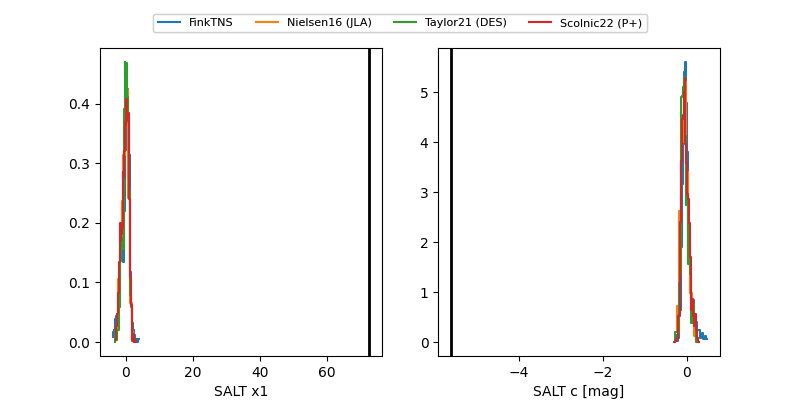 FinkTNS Nielsen16 (JLA) Taylor21 (DES) Scolnic22 (P+)
0.4
0.3
0.2
0.1
0.0
0 20 40 60
SALT x1
5
4
3
2
1
0
−4 −2 0
SALT c [mag]